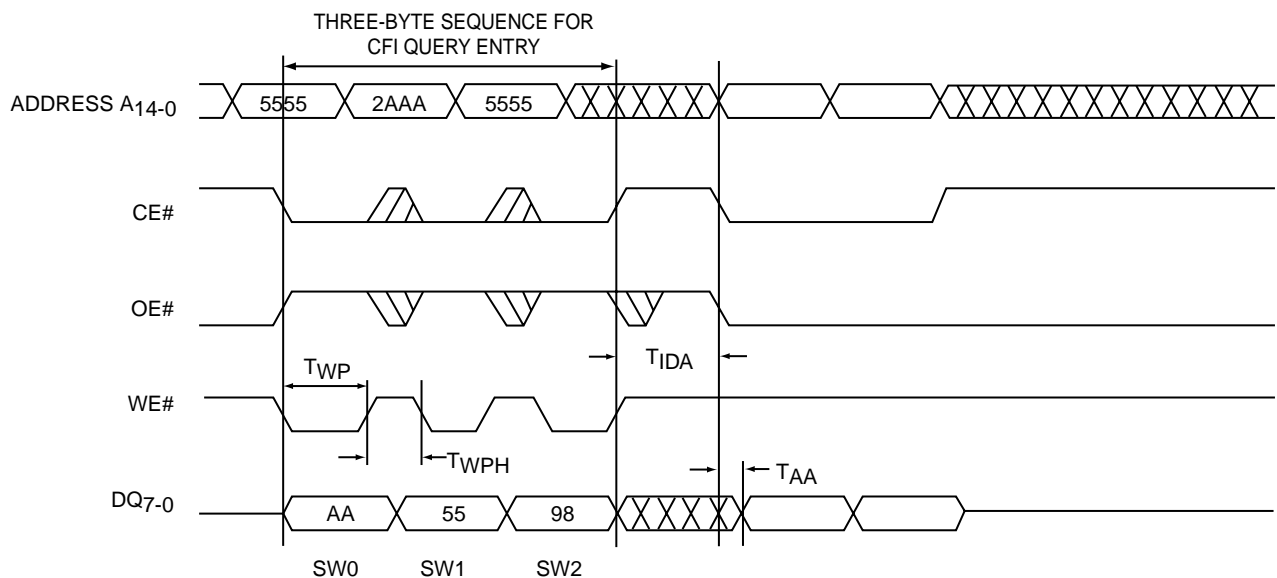 THREE-BYTE SEQUENCE FOR
CFI QUERY ENTRY
ADDRESS A14-0
5555
2AAA
5555
CE#
OE#
TIDA
TWP
WE#
TWPH
TAA
DQ7-0
AA
55
98
SW0
SW1
SW2